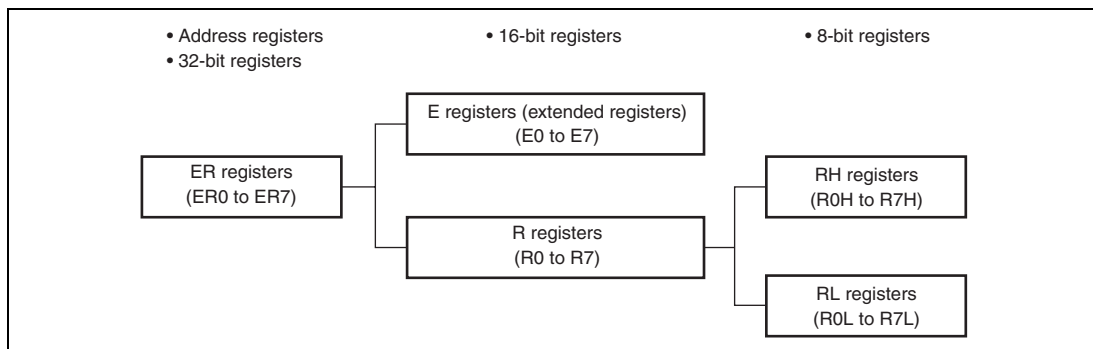 • Address registers
• 32-bit registers
• 16-bit registers
• 8-bit registers
E registers (extended registers)
(E0 to E7)
ER registers
(ER0 to ER7)
RH registers
(R0H to R7H)
R registers
(R0 to R7)
RL registers
(R0L to R7L)